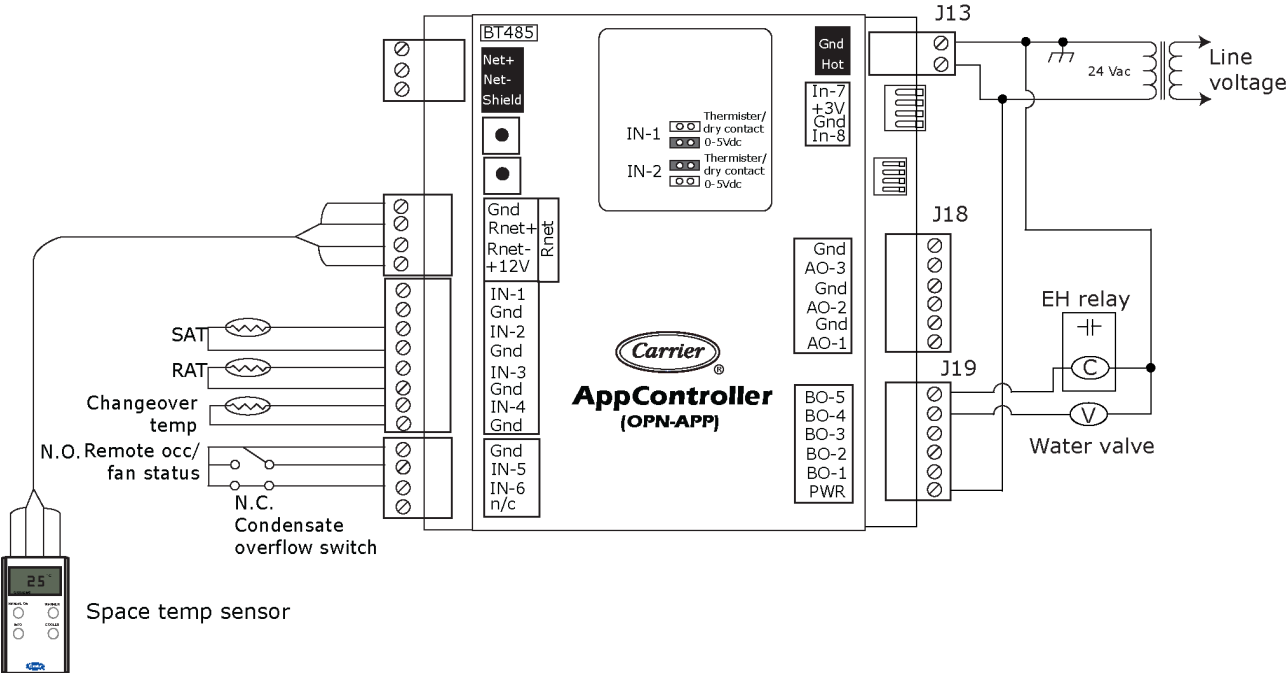 J13
BT485
Net+
Net-
Shield
Gnd
Hot
24 Vac
Line
voltage
In-7
+3V
Gnd
In-8
IN-1
Thermister/
dry contact
0-5Vdc
IN-2
Thermister/
dry contact
0-5Vdc
Gnd
Rnet+
Rnet-
+12V
Rnet
J18
Gnd
AO-3
Gnd
AO-2
Gnd
AO-1
IN-1
Gnd
IN-2
Gnd
IN-3
Gnd
IN-4
Gnd
SAT
RAT
Changeover
temp
EH relay
C
Carrier
®
AppController
(OPN-APP)
J19
BO-5
BO-4
BO-3
BO-2
BO-1
PWR
V
Water valve
N.O. Remote occ/
fan status
Gnd
IN-5
IN-6
n/c
N.C.
Condensate
overflow switch
25
Space temp sensor
Carrier